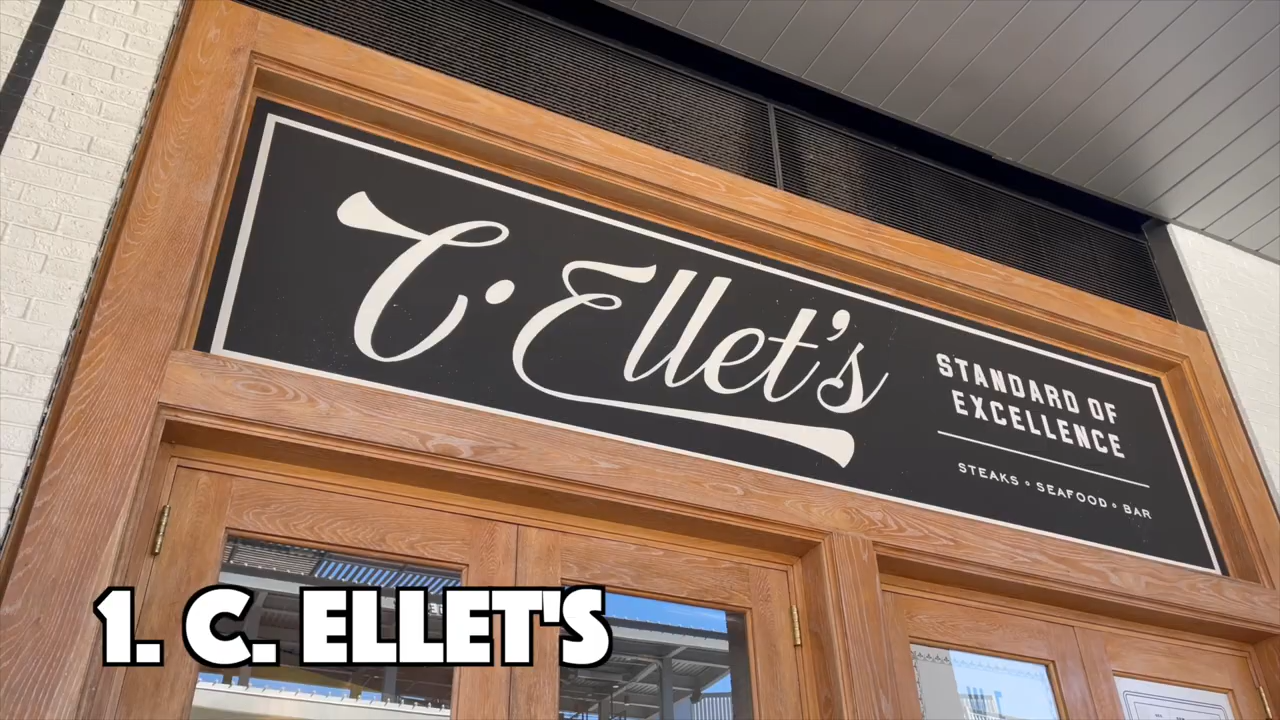 C. Ellet's
STANDARD OF
EXCELLENCE
STEAKS • SEAFOOD • BAR
1. C. ELLET'S